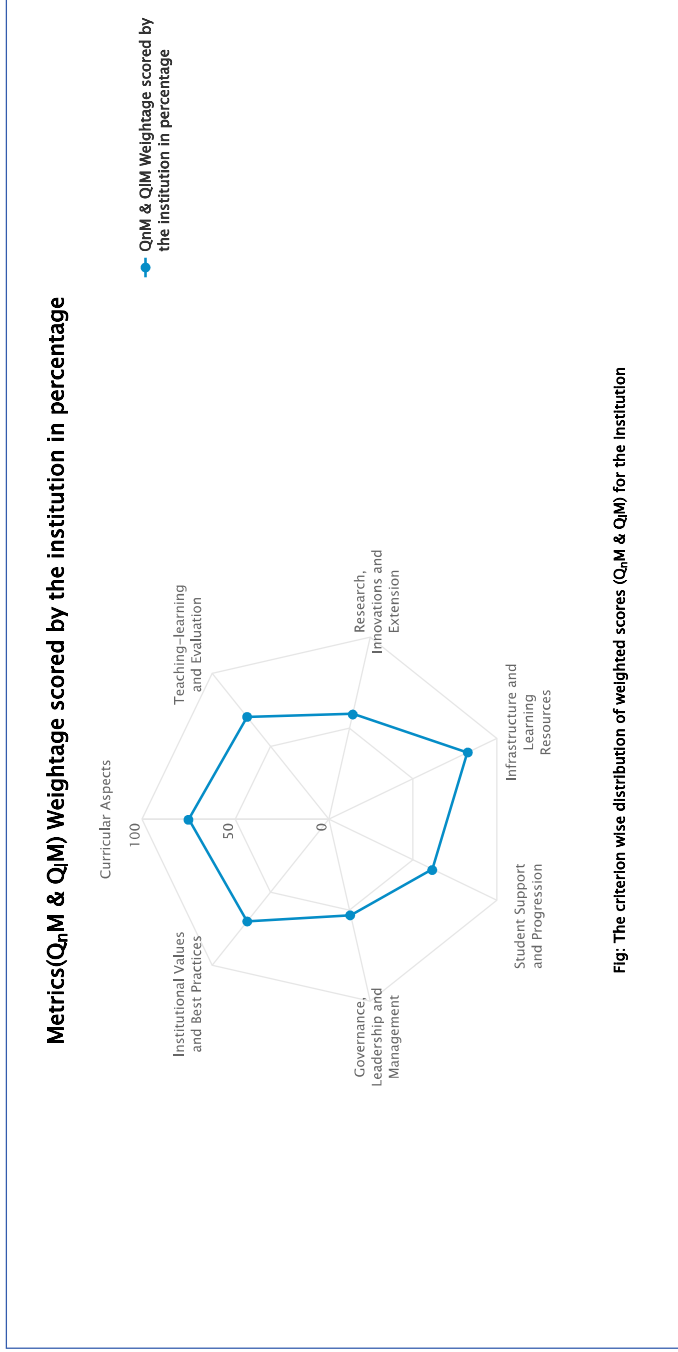 Metrics(QnM & QlM) Weightage scored by the institution in percentage
QnM & QlM Weightage scored by
the institution in percentage
Curricular Aspects
Teaching–learning
and Evaluation
Research,
Innovations and
Extension
Infrastructure and
Learning
Resources
Student Support
and Progression
Governance,
Leadership and
Management
Institutional Values
and Best Practices
100
50
0
Fig: The criterion wise distribution of weighted scores (QnM & QlM) for the institution